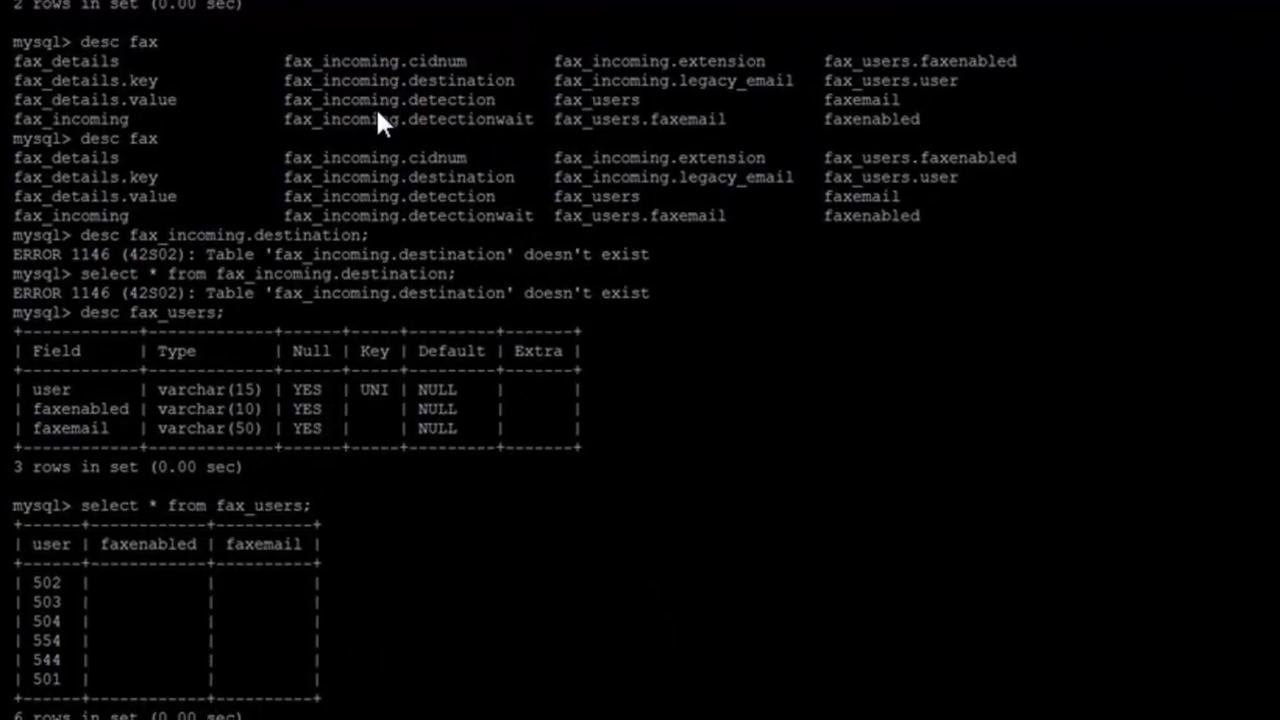 2 rows in set (0.00 sec)
mysql> desc fax
fax_details fax_incoming.cidnum fax_incoming.extension fax_users.faxenabled
fax_details.key fax_incoming.destination fax_incoming.legacy_email fax_users.user
fax_details.value fax_incoming.detection fax_users faxemail
fax_incoming fax_incoming.detectionwait fax_users.faxemail faxenabled
mysql> desc fax
fax_details fax_incoming.cidnum fax_incoming.extension fax_users.faxenabled
fax_details.key fax_incoming.destination fax_incoming.legacy_email fax_users.user
fax_details.value fax_incoming.detection fax_users faxemail
fax_incoming fax_incoming.detectionwait fax_users.faxemail faxenabled
mysql> desc fax_incoming.destination;
ERROR 1146 (42S02): Table 'fax_incoming.destination' doesn't exist
mysql> select * from fax_incoming.destination;
ERROR 1146 (42S02): Table 'fax_incoming.destination' doesn't exist
mysql> desc fax_users;
+------------+-------------+------+-----+---------+-------+
| Field | Type | Null | Key | Default | Extra |
+------------+-------------+------+-----+---------+-------+
| user | varchar(15) | YES | UNI | NULL | |
| faxenabled | varchar(10) | YES | | NULL | |
| faxemail | varchar(50) | YES | | NULL | |
+------------+-------------+------+-----+---------+-------+
3 rows in set (0.00 sec)
mysql> select * from fax_users;
+------+------------+----------+
| user | faxenabled | faxemail |
+------+------------+----------+
| 502 | | |
| 503 | | |
| 504 | | |
| 554 | | |
| 544 | | |
| 501 | | |
+------+------------+----------+
6 rows in set (0.00 sec)